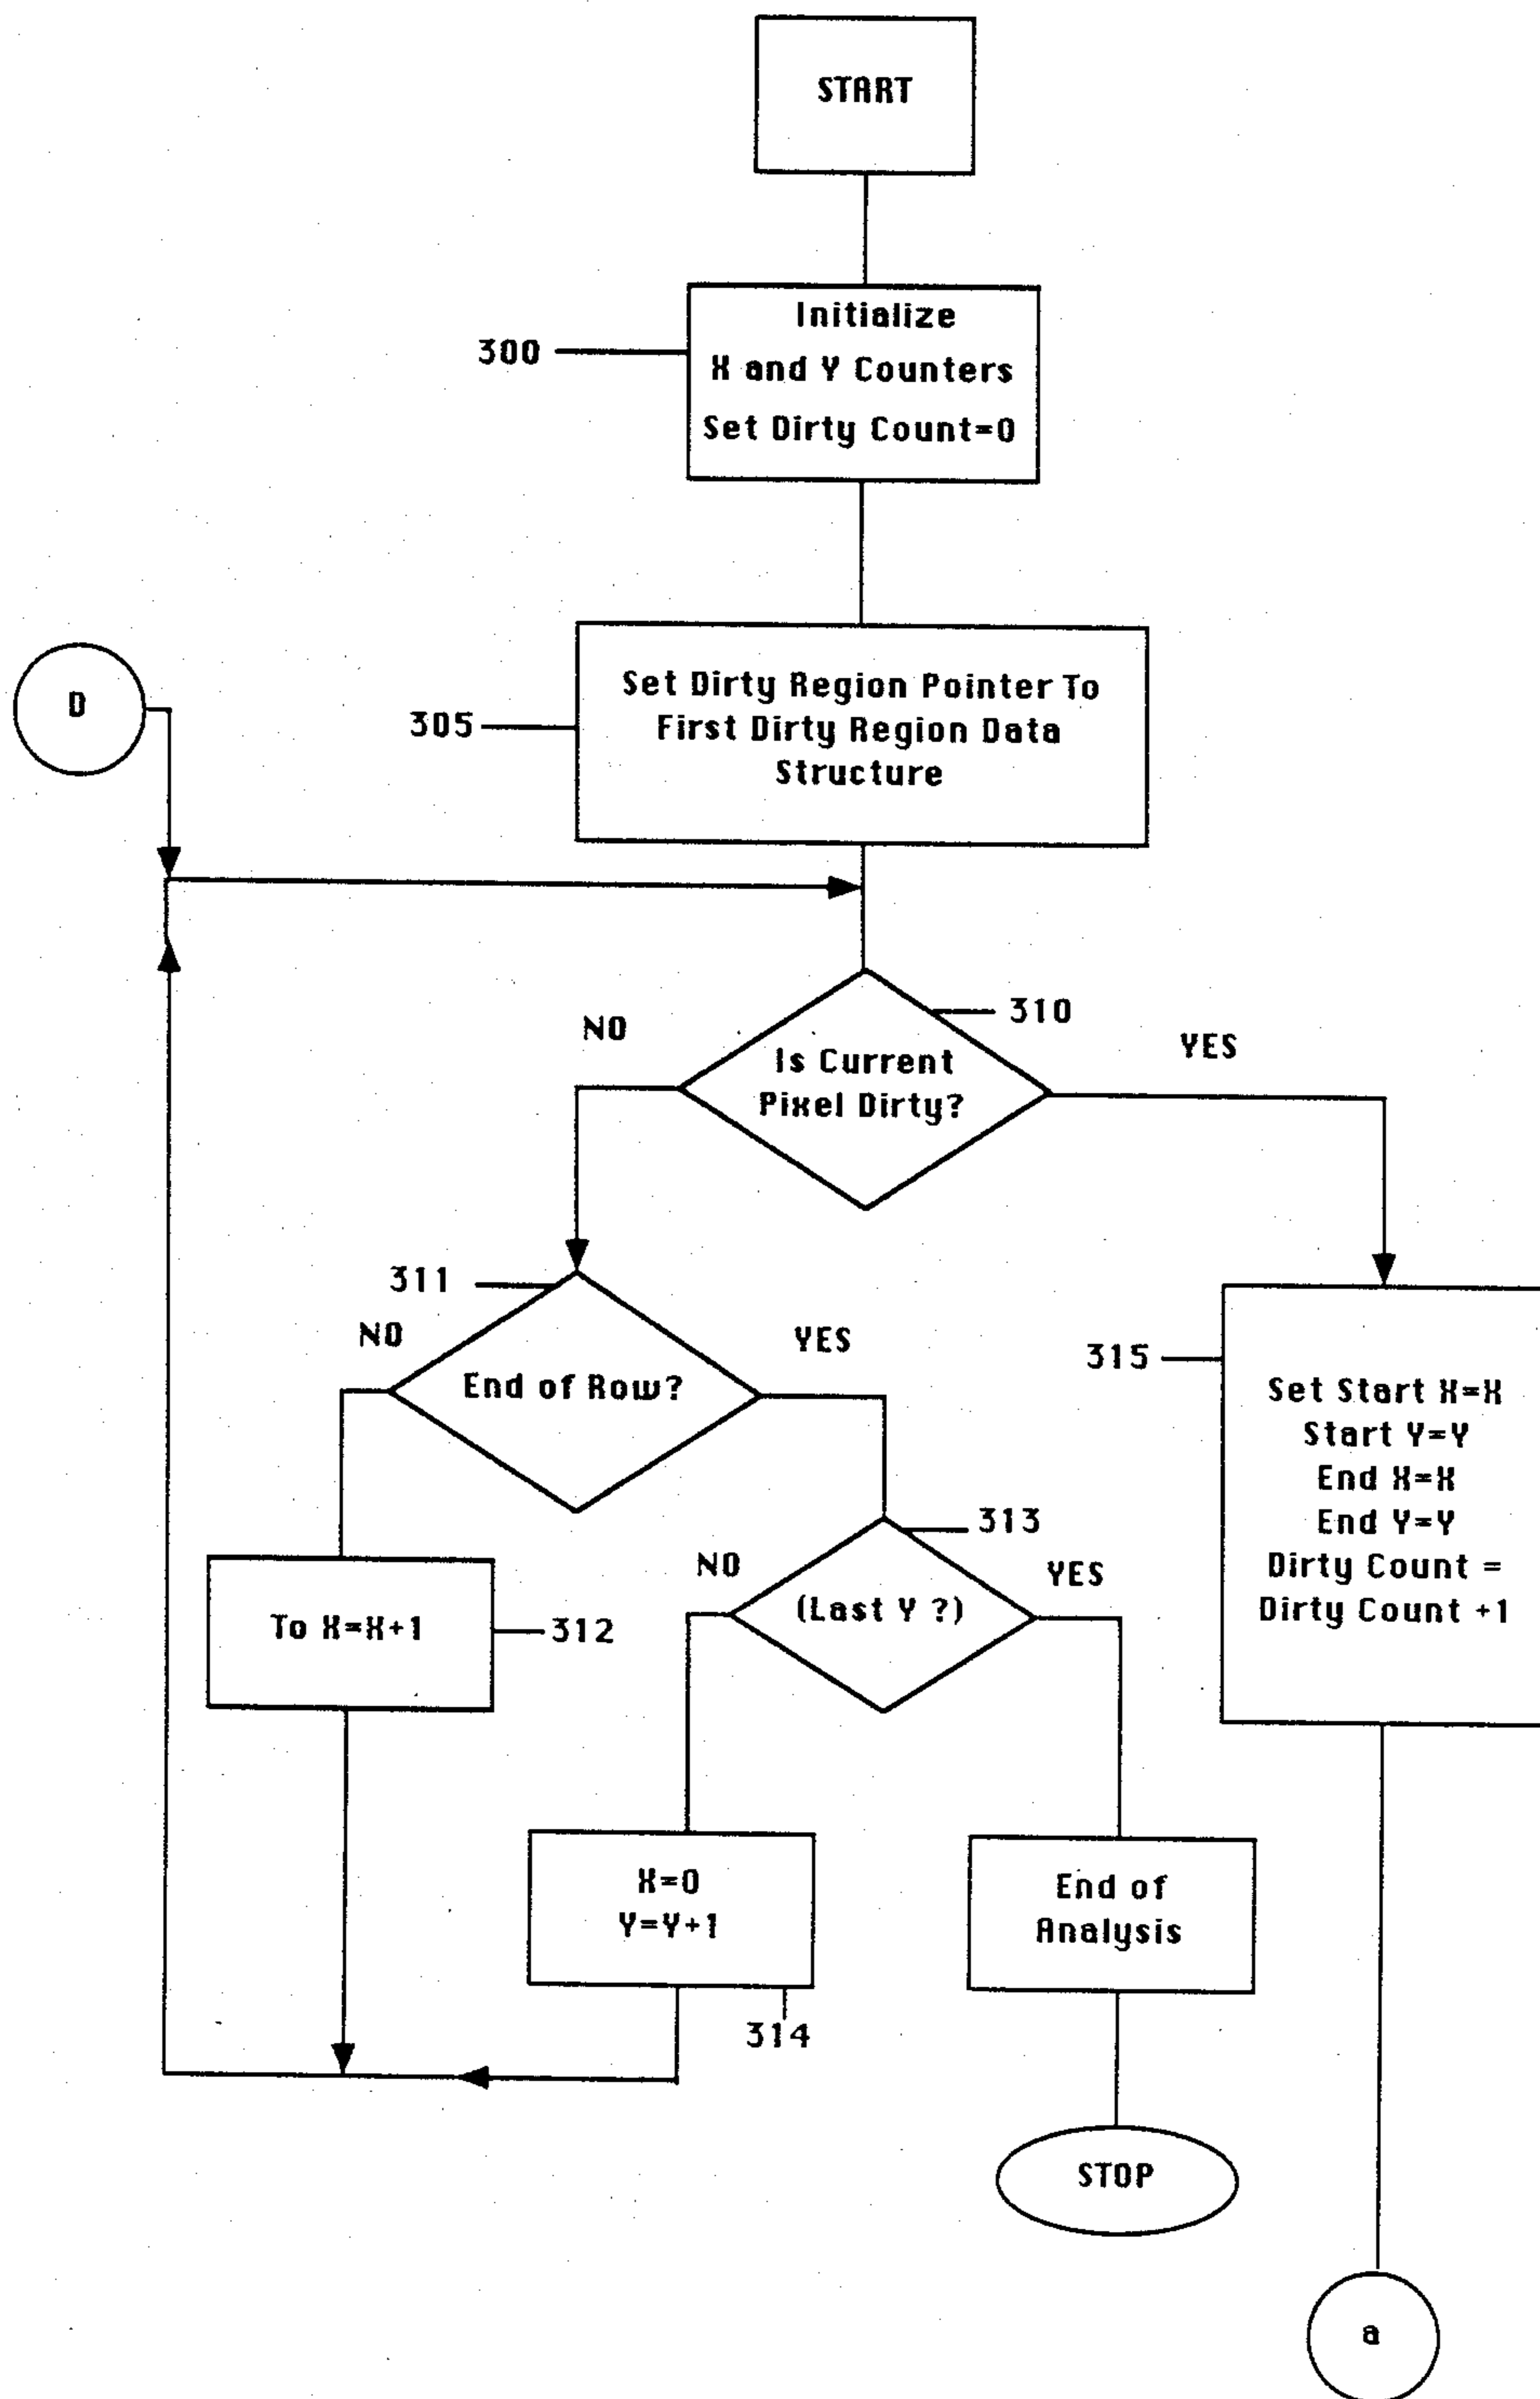 START
Initialize
X and Y Counters
Set Dirty Count=0
300
D
Set Dirty Region Pointer To
First Dirty Region Data
Structure
305
310
NO
Is Current
Pixel Dirty?
YES
311
NO
End of Row?
YES
315
Set Start X=X
Start Y=Y
End X=X
End Y=Y
Dirty Count =
Dirty Count +1
313
NO
(Last Y ?)
YES
To X=X+1
312
X=0
Y=Y+1
314
End of
Analysis
STOP
a